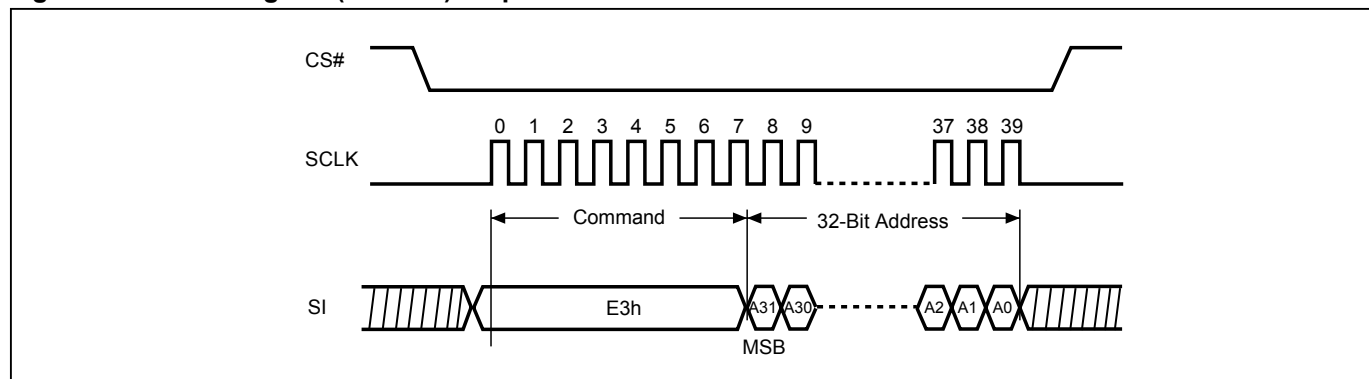 CS#
0 1 2 3 4 5 6 7 8 9 37 38 39
SCLK
Command 32-Bit Address
SI E3h A31 A30 A2 A1 A0
MSB